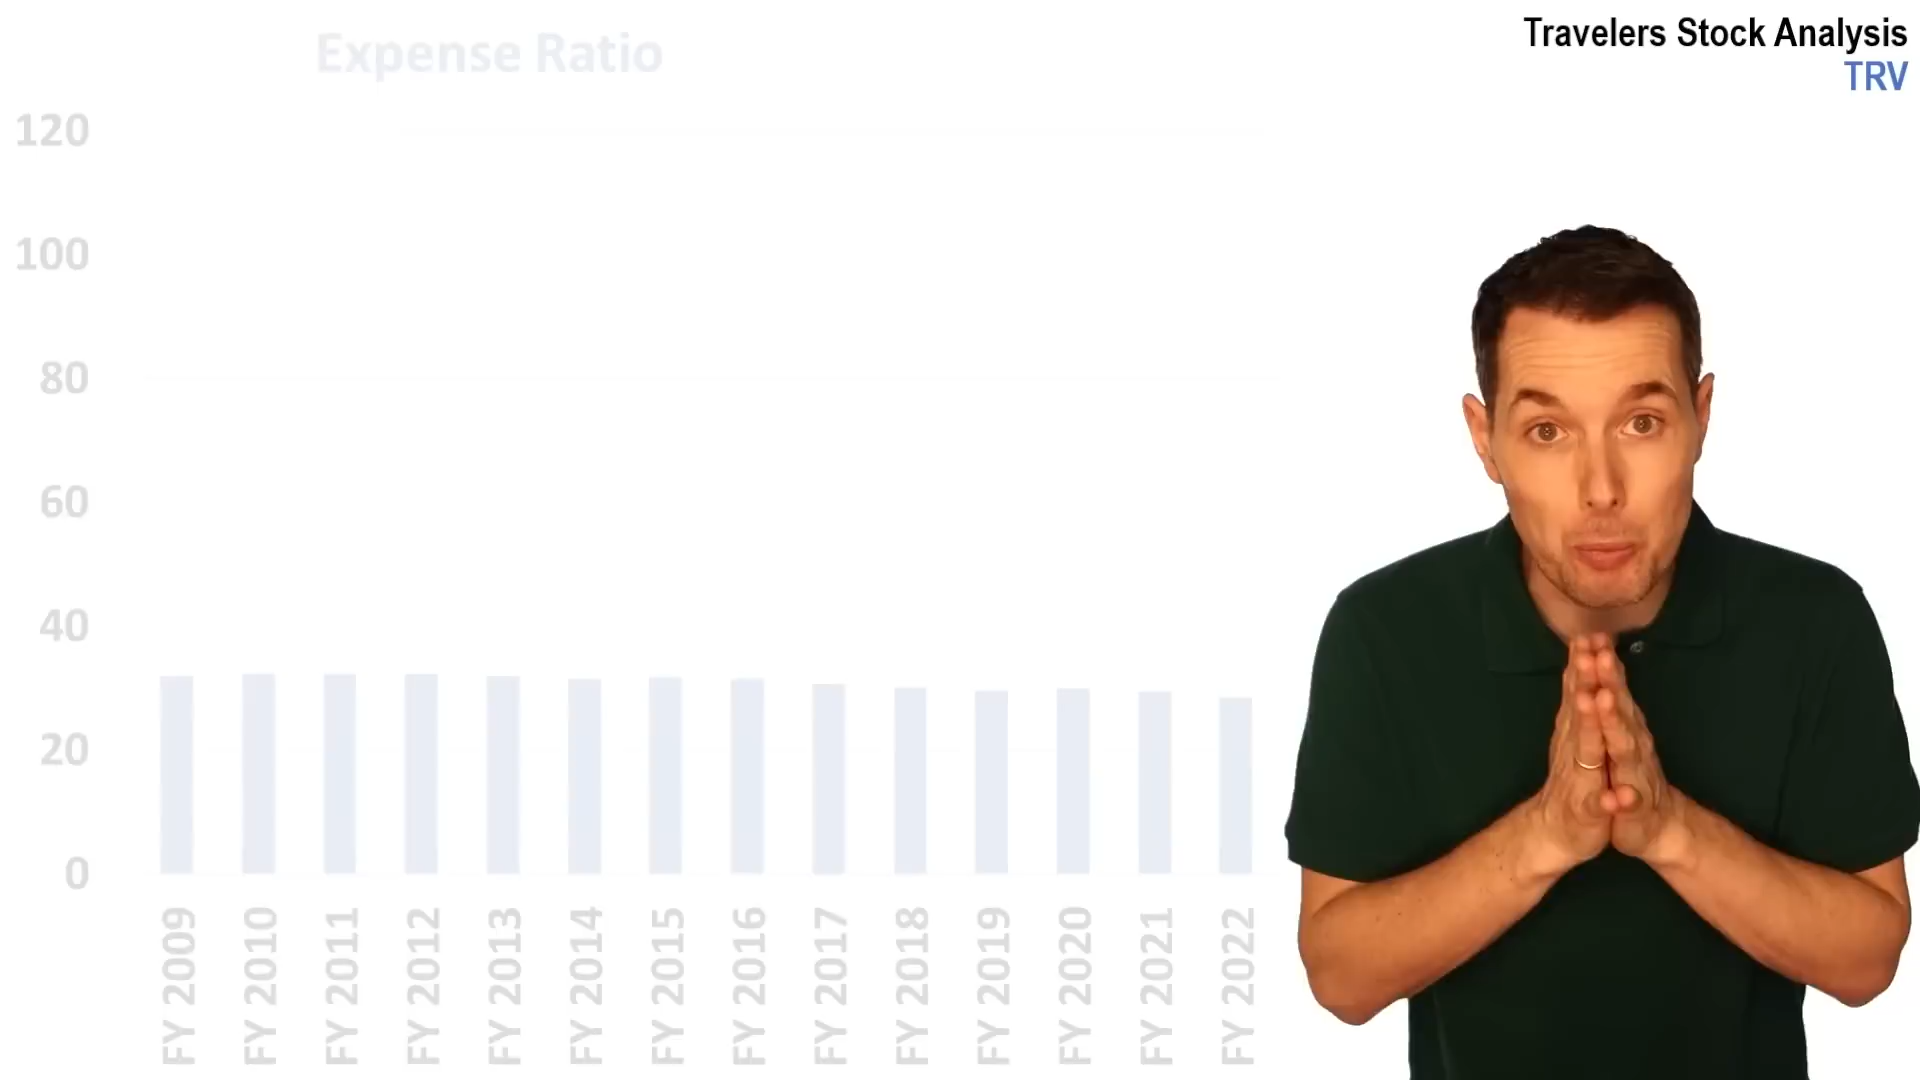 Travelers Stock Analysis
TRV
Expense Ratio
120
100
80
60
40
20
0
FY 2009
FY 2010
FY 2011
FY 2012
FY 2013
FY 2014
FY 2015
FY 2016
FY 2017
FY 2018
FY 2019
FY 2020
FY 2021
FY 2022